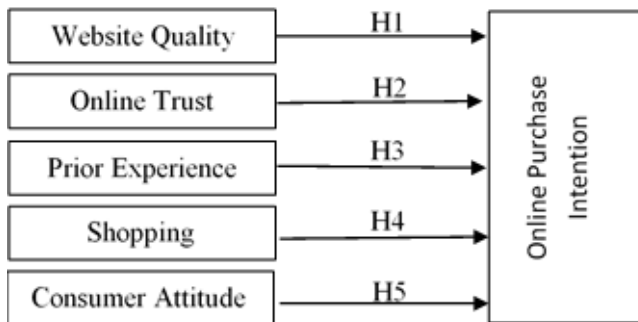 Website Quality
H1
Online Trust
H2
Prior Experience
H3
Shopping
H4
Consumer Attitude
H5
Online Purchase
Intention